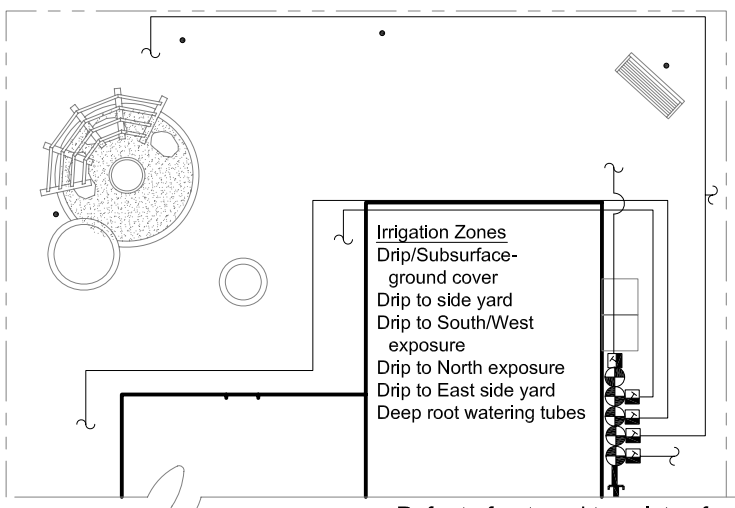 Irrigation Zones
Drip/Subsurface-
ground cover
Drip to side yard
Drip to South/West
exposure
Drip to North exposure
Drip to East side yard
Deep root watering tubes